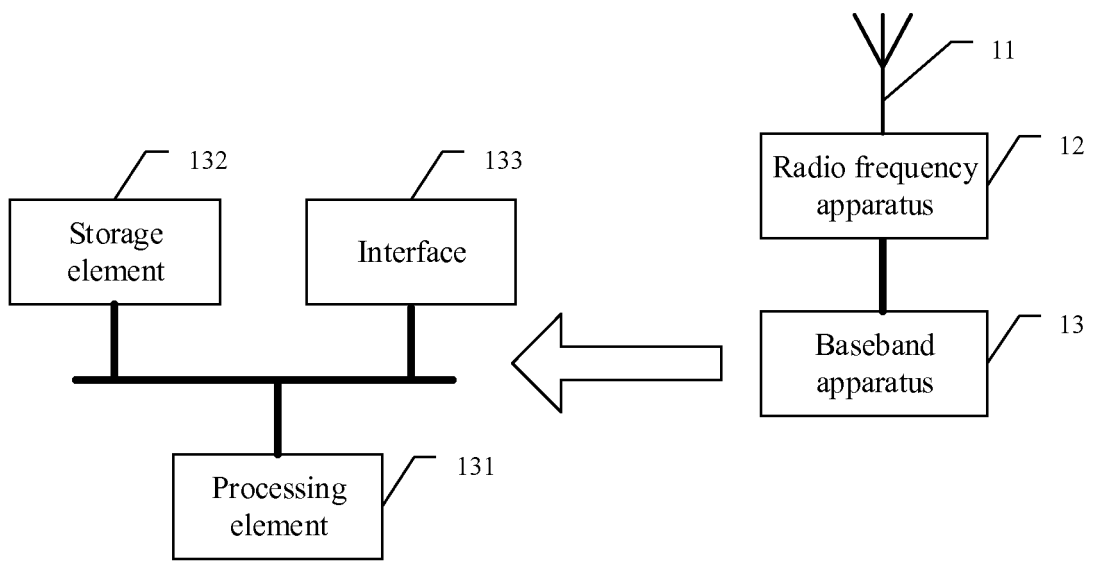 11
12
Radio frequency
apparatus
132
133
Storage
element
Interface
13
Baseband
apparatus
131
Processing
element